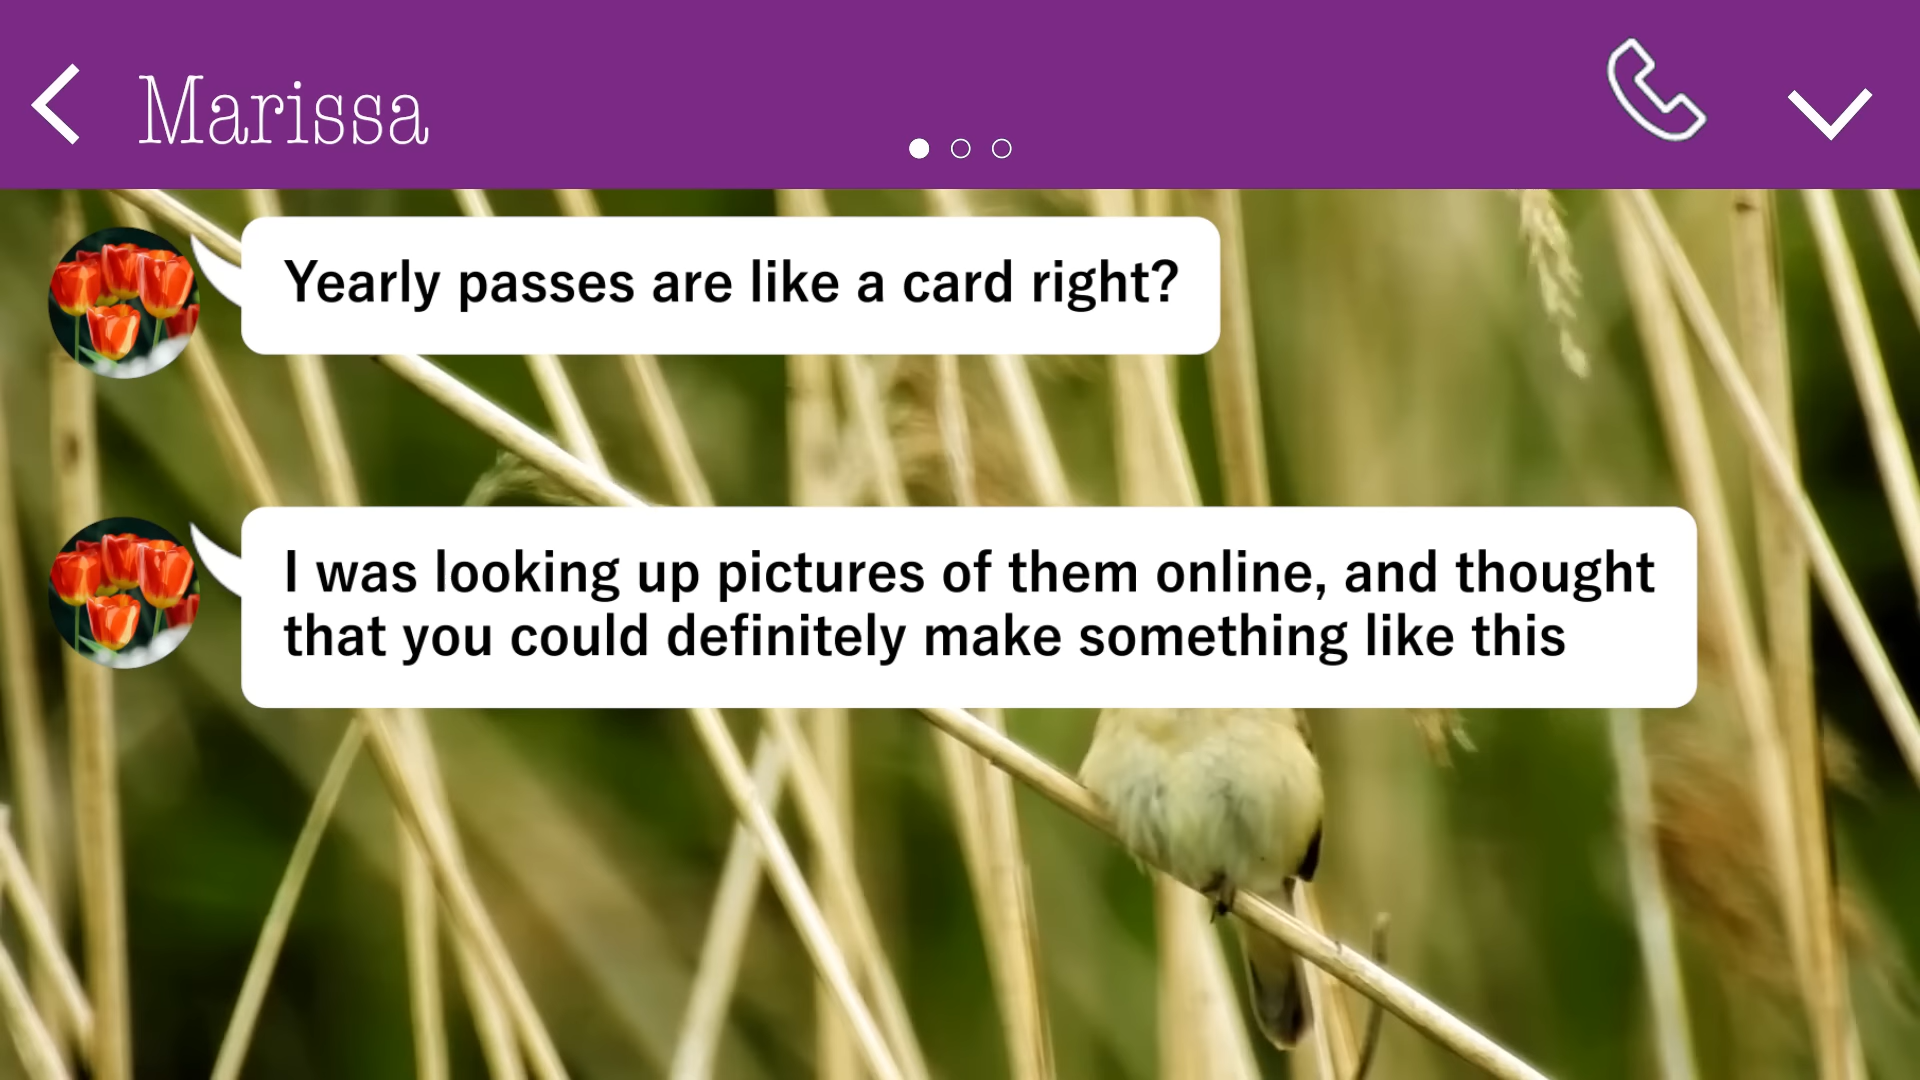 Marissa
Yearly passes are like a card right?
I was looking up pictures of them online, and thought
that you could definitely make something like this